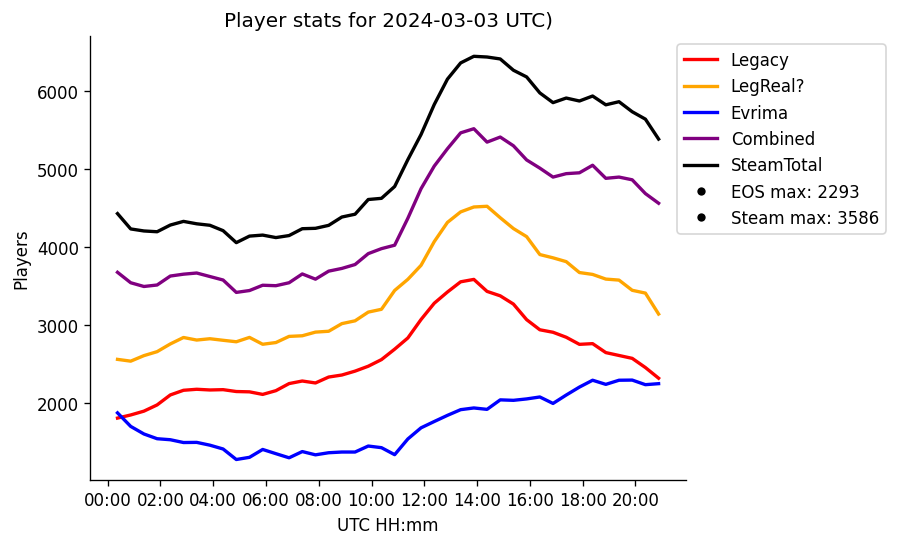 Player stats for 2024-03-03 UTC)
Legacy
LegReal?
Evrima
Combined
SteamTotal
EOS max: 2293
Steam max: 3586
Players
6000
5000
4000
3000
2000
00:00 02:00 04:00 06:00 08:00 10:00 12:00 14:00 16:00 18:00 20:00
UTC HH:mm